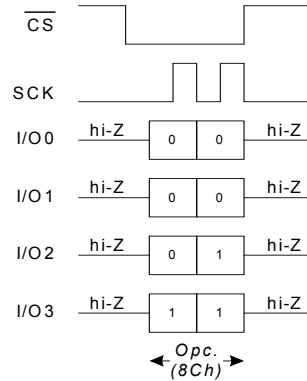 CS
SCK
I/O0 hi-Z 0 0 hi-Z
I/O1 hi-Z 0 0 hi-Z
I/O2 hi-Z 0 1 hi-Z
I/O3 hi-Z 1 1 hi-Z
Opc.
(8Ch)